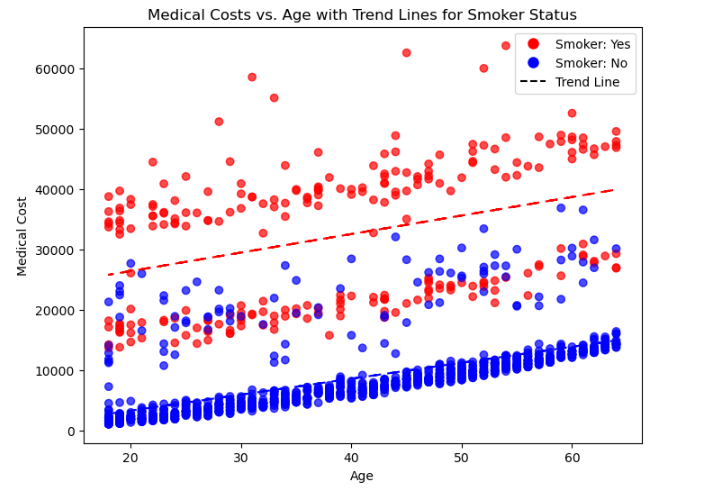 Medical Costs vs. Age with Trend Lines for Smoker Status
Smoker: Yes
Smoker: No
Trend Line
60000
50000
40000
30000
20000
10000
0
Medical Cost
20 30 40 50 60
Age